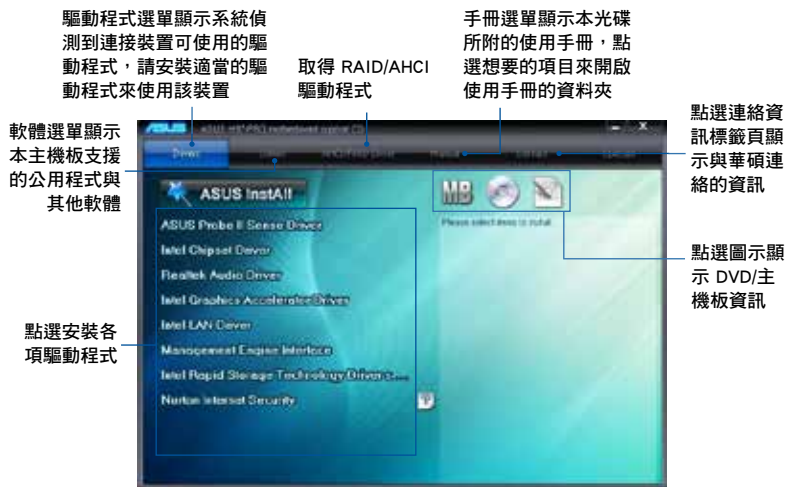 驅動程式選單顯示系統偵
測到連接裝置可使用的驅
動程式，請安裝適當的驅
動程式來使用該裝置
取得 RAID/AHCI
驅動程式
手冊選單顯示本光碟
所附的使用手冊，點
選想要的項目來開啟
使用手冊的資料夾
軟體選單顯示
本主機板支援
的公用程式與
其他軟體
點選連絡資
訊標籤頁顯
示與華碩連
絡的資訊
點選圖示顯
示 DVD/主
機板資訊
點選安裝各
項驅動程式
ASUS
Drivers
Manual
ASUS InstAll
MB
Please select items to install
ASUS Probe II Sense Driver
Intel Chipset Driver
Realtek Audio Driver
Intel Graphics Accelerator Driver
Intel LAN Driver
Management Engine Interface
Intel Rapid Storage Technology Driver s....
Norton Internet Security